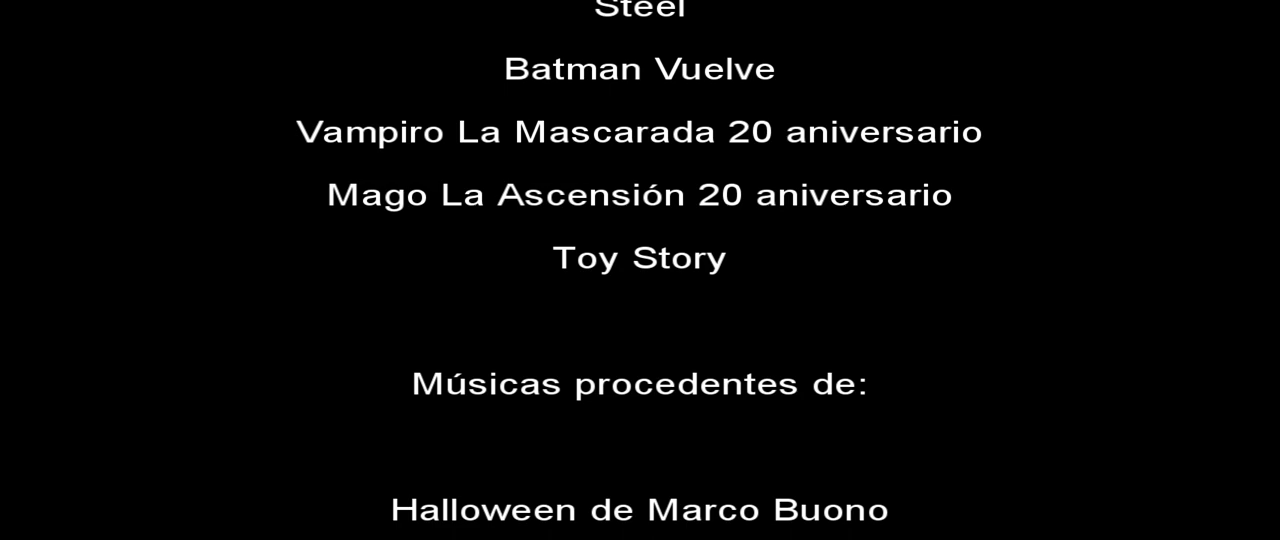 Steel
Batman Vuelve
Vampiro La Mascarada 20 aniversario
Mago La Ascensión 20 aniversario
Toy Story
Músicas procedentes de:
Halloween de Marco Buono